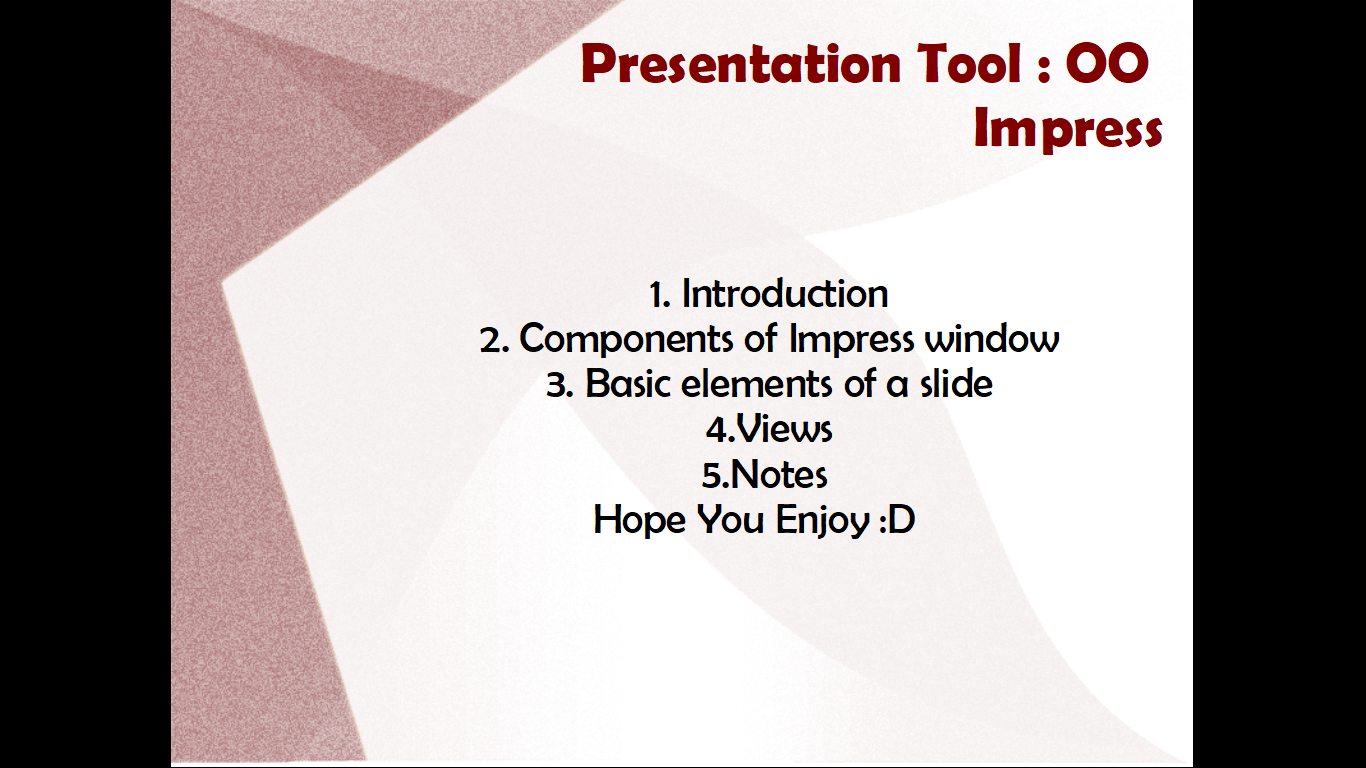 Presentation Tool : OO
Impress
1. Introduction
2. Components of Impress window
3. Basic elements of a slide
4.Views
5.Notes
Hope You Enjoy :D